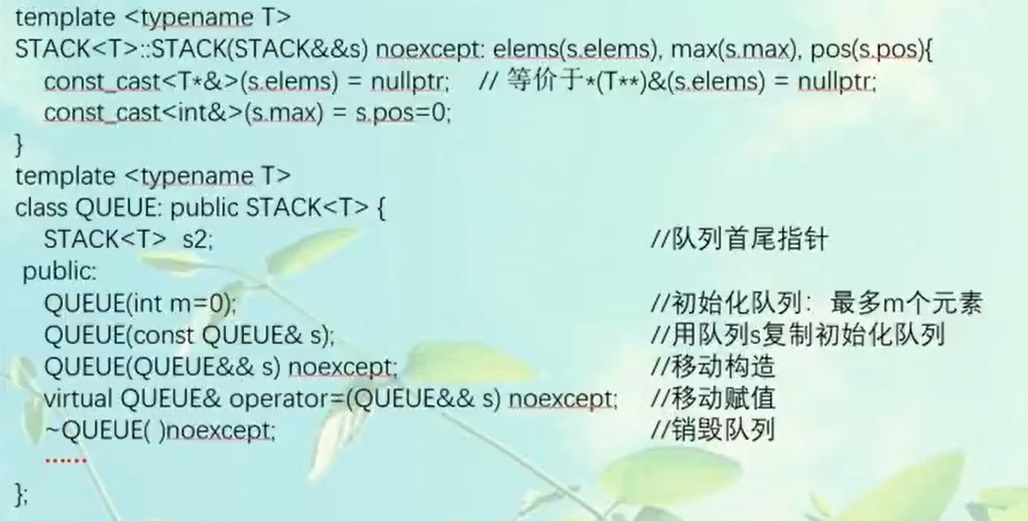 template <typename T>
STACK<T>::STACK(STACK&&s) noexcept: elems(s.elems), max(s.max), pos(s.pos){
const_cast<T*&>(s.elems) = nullptr; // 等价于*(T**)&(s.elems) = nullptr;
const_cast<int&>(s.max) = s.pos=0;
}
template <typename T>
class QUEUE: public STACK<T> {
STACK<T> s2; //队列首尾指针
public:
QUEUE(int m=0); //初始化队列：最多m个元素
QUEUE(const QUEUE& s); //用队列s复制初始化队列
QUEUE(QUEUE&& s) noexcept; //移动构造
virtual QUEUE& operator=(QUEUE&& s) noexcept; //移动赋值
~QUEUE( )noexcept; //销毁队列
……
};